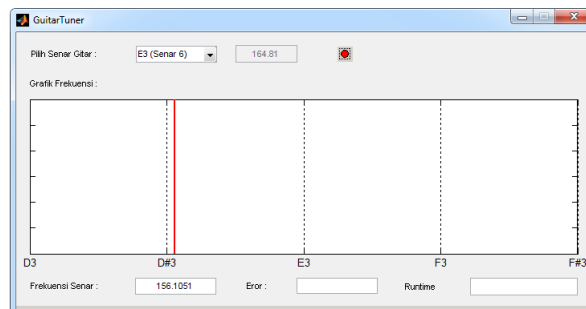 GuitarTuner
Pilih Senar Gitar : E3 (Senar 6) 164.81
Grafik Frekuensi :
D3 D#3 E3 F3 F#3
Frekuensi Senar : 156.1051 Eror : Runtime